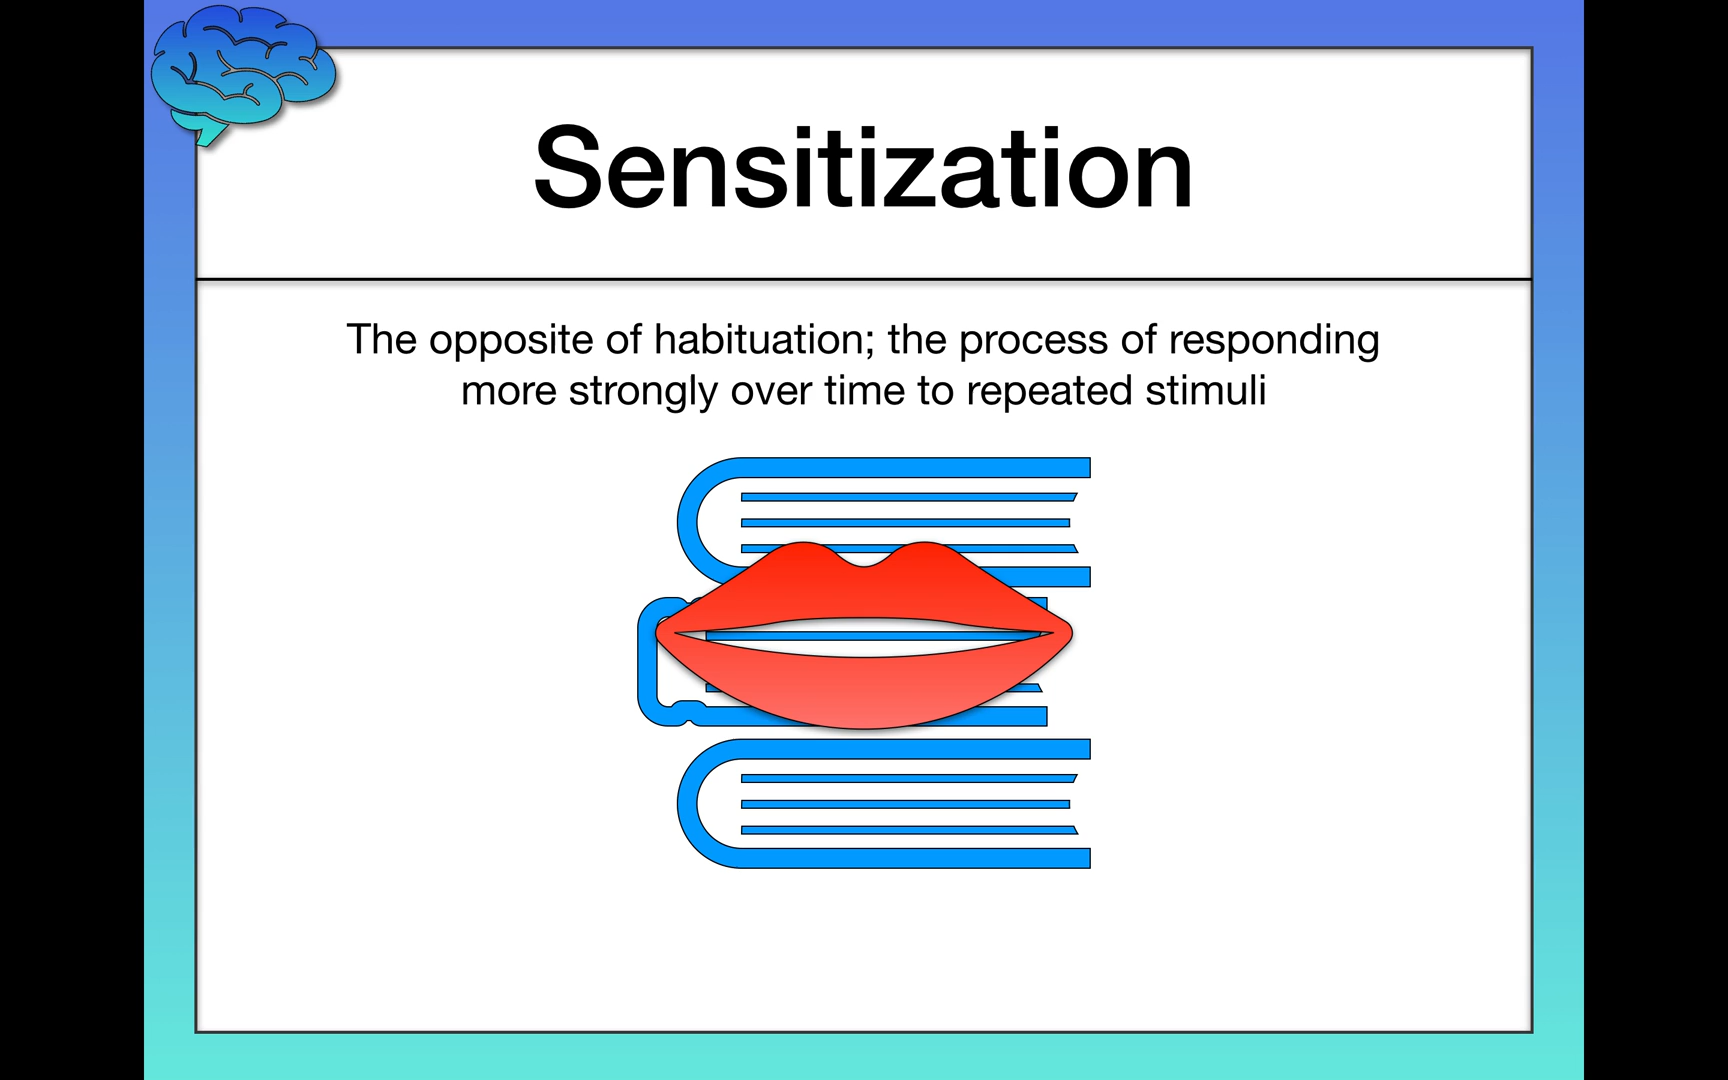 Sensitization
The opposite of habituation; the process of responding
more strongly over time to repeated stimuli